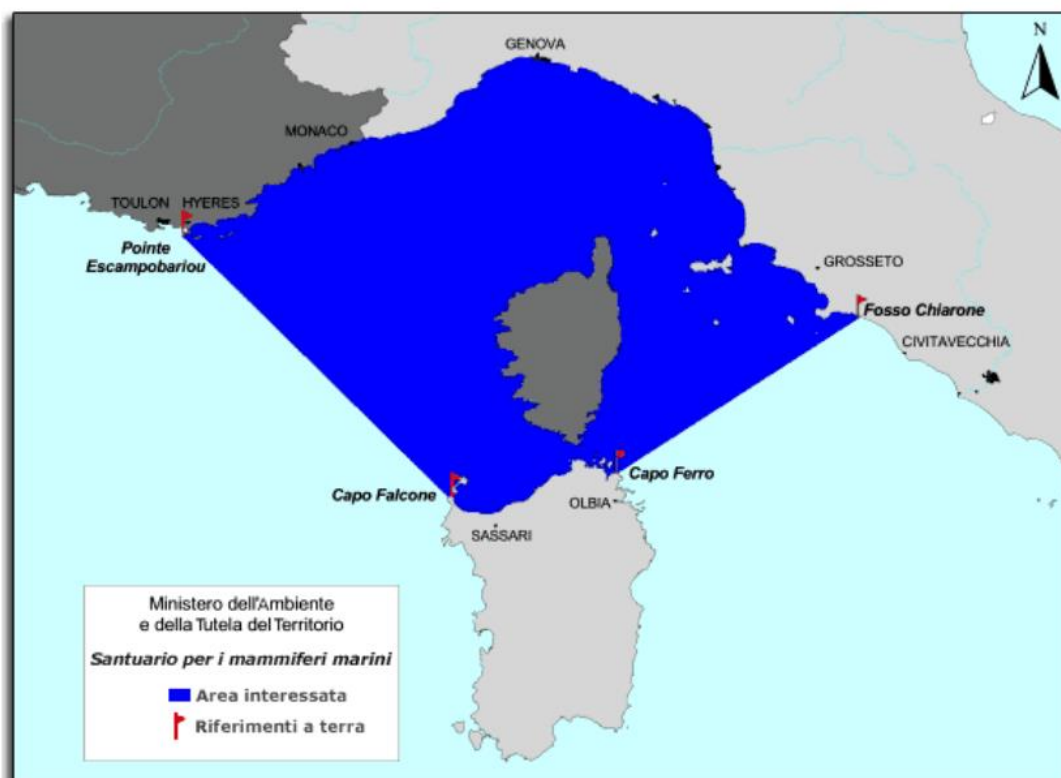 N
GENOVA
MONACO
TOULON HYERES
Pointe
Escampobariou
GROSSETO
Fosso Chiarone
CIVITAVECCHIA
Capo Ferro
Capo Falcone
OLBIA
SASSARI
Ministero dell'Ambiente
e della Tutela del Territorio
Santuario per i mammiferi marini
Area interessata
Riferimenti a terra